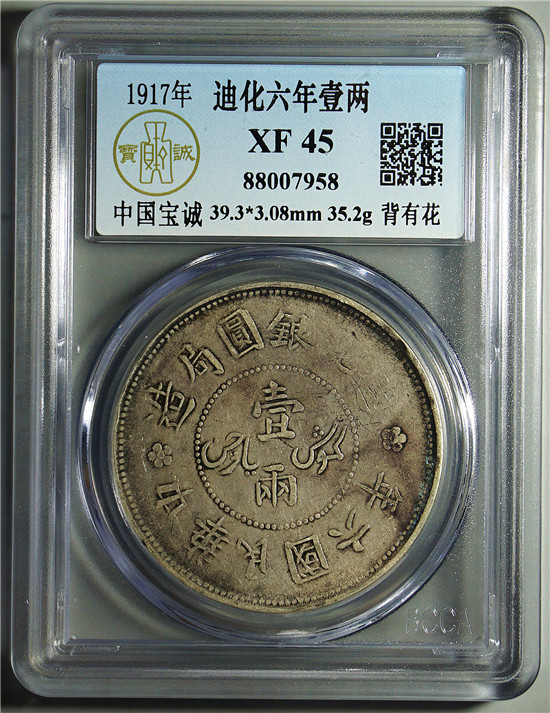 1917年 迪化六年壹两
寳 誠
XF 45
88007958
中国宝诚 39.3*3.08mm 35.2g 背有花
銀圓局造
壹
兩
中華民國六年